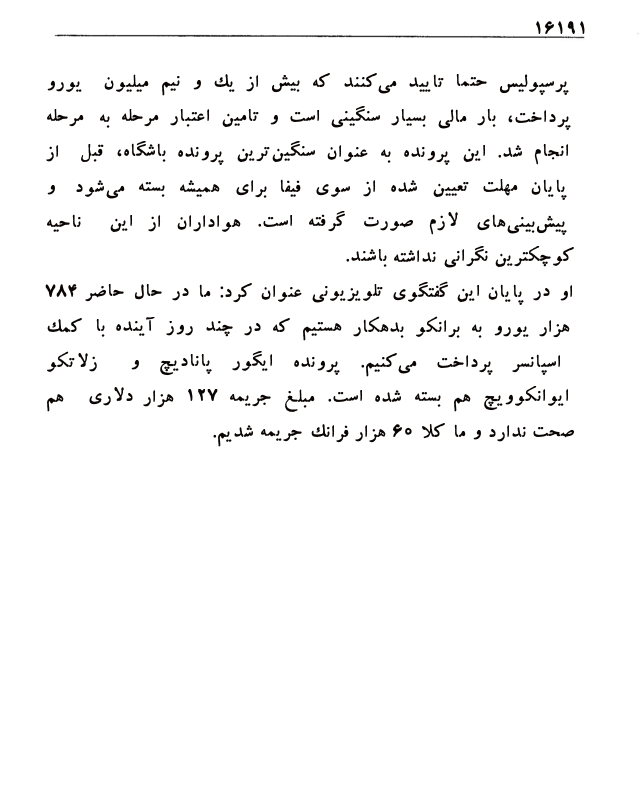 ۱۶۱۹۱
پرسپولیس حتما تایید می‌کنند که بیش از یك و نیم میلیون یورو
پرداخت، بار مالی بسیار سنگینی است و تامین اعتبار مرحله به مرحله
انجام شد. این پرونده به عنوان سنگین‌ترین پرونده باشگاه، قبل از
پایان مهلت تعیین شده از سوی فیفا برای همیشه بسته می‌شود و
پیش‌بینی‌های لازم صورت گرفته است. هواداران از این ناحیه
کوچکترین نگرانی نداشته باشند.
او در پایان این گفتگوی تلویزیونی عنوان کرد: ما در حال حاضر ۷۸۴
هزار یورو به برانکو بدهکار هستیم که در چند روز آینده با کمك
اسپانسر پرداخت می‌کنیم. پرونده ایگور پانادیچ و زلاتکو
ایوانکوویچ هم بسته شده است. مبلغ جریمه ۱۲۷ هزار دلاری هم
صحت ندارد و ما کلا ۶۰ هزار فرانك جریمه شدیم.